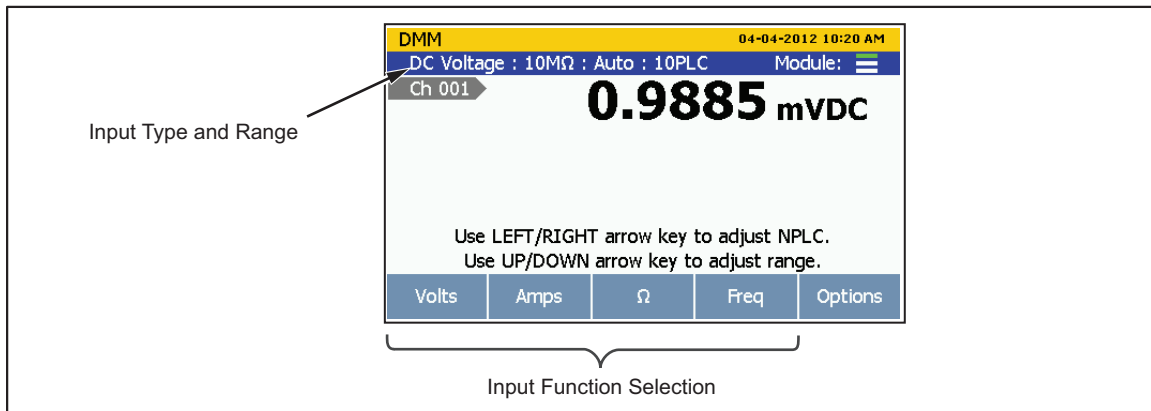 DMM 04-04-2012 10:20 AM
DC Voltage : 10MΩ : Auto : 10PLC Module:
Ch 001
0.9885 mVDC
Input Type and Range
Use LEFT/RIGHT arrow key to adjust NPLC.
Use UP/DOWN arrow key to adjust range.
Volts Amps Ω Freq Options
Input Function Selection